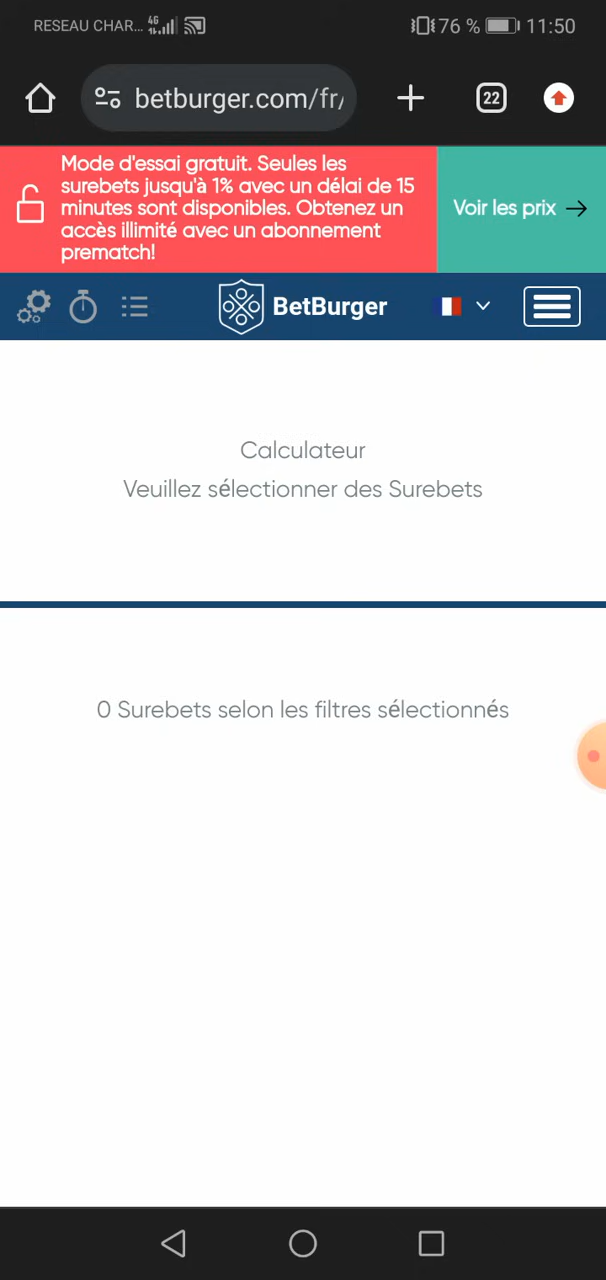 RESEAU CHAR... 4G 76 % 11:50
betburger.com/fr/ 22
Mode d'essai gratuit. Seules les
surebets jusqu'à 1% avec un délai de 15
minutes sont disponibles. Obtenez un
accès illimité avec un abonnement
prematch!
Voir les prix →
BetBurger
Calculateur
Veuillez sélectionner des Surebets
0 Surebets selon les filtres sélectionnés